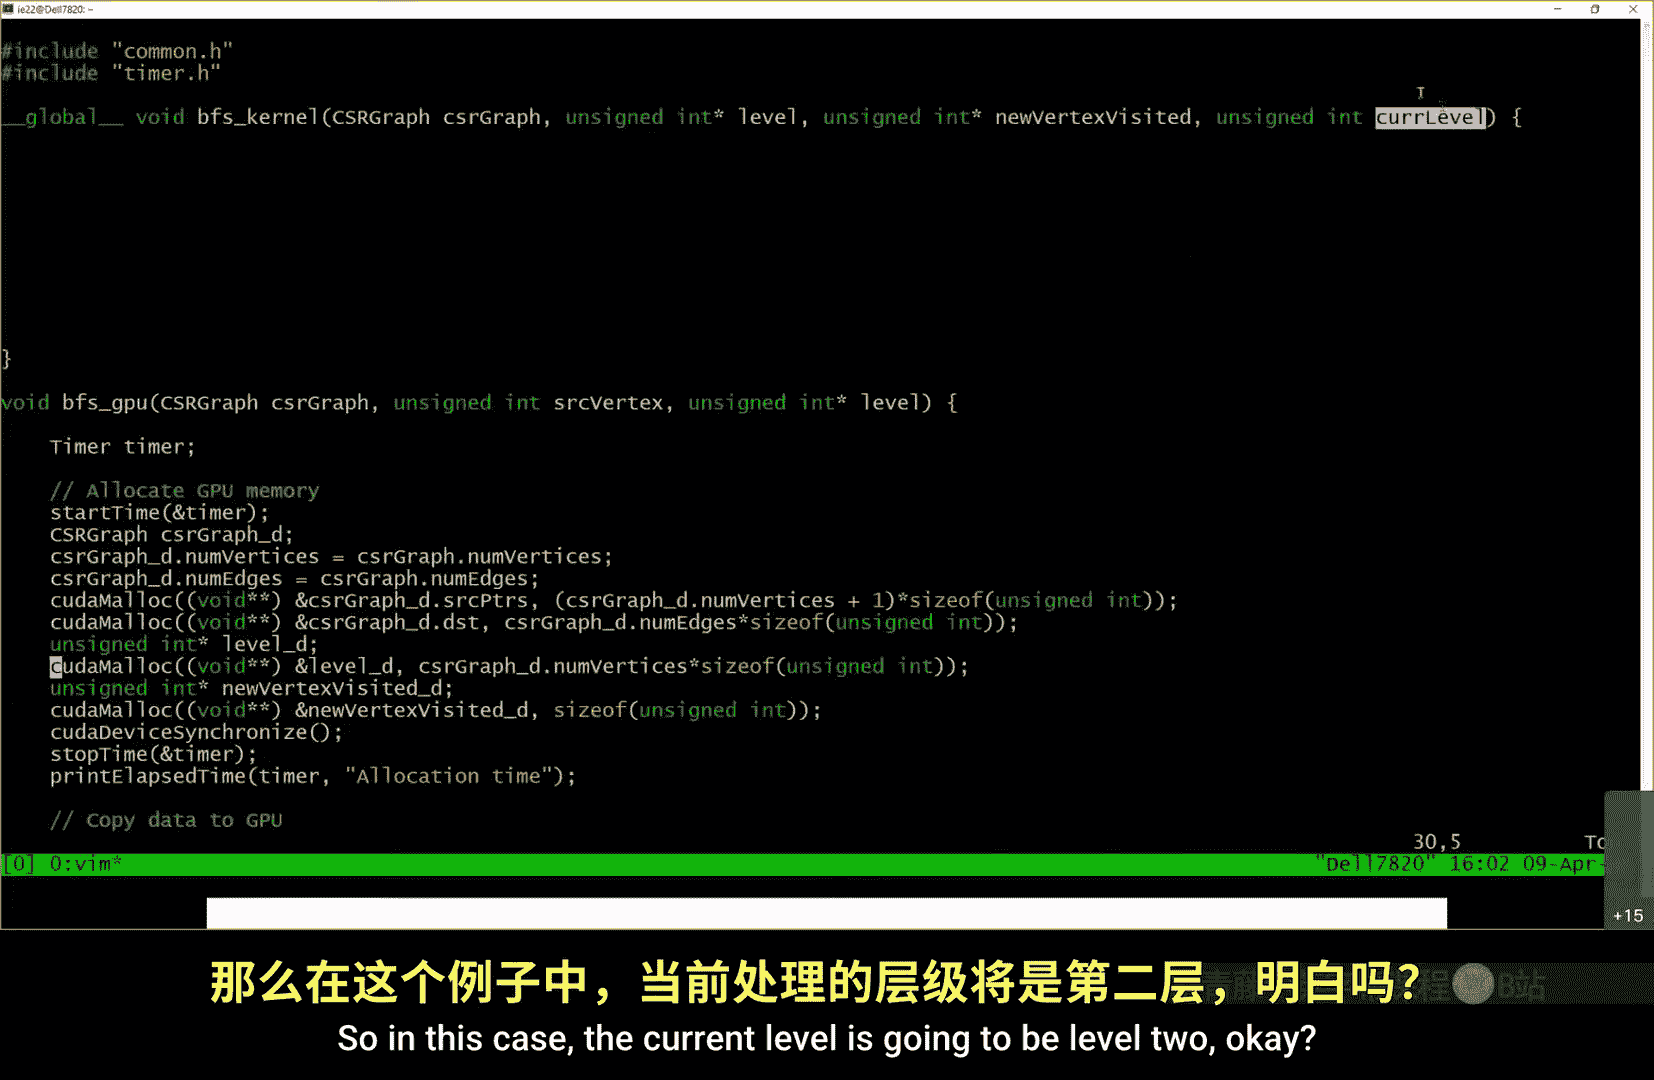 ie22@Dell7820: ~
#include "common.h"
#include "timer.h"
__global__ void bfs_kernel(CSRGraph csrGraph, unsigned int* level, unsigned int* newVertexVisited, unsigned int currLevel) {
}
void bfs_gpu(CSRGraph csrGraph, unsigned int srcVertex, unsigned int* level) {
Timer timer;
// Allocate GPU memory
startTime(&timer);
CSRGraph csrGraph_d;
csrGraph_d.numVertices = csrGraph.numVertices;
csrGraph_d.numEdges = csrGraph.numEdges;
cudaMalloc((void**) &csrGraph_d.srcPtrs, (csrGraph_d.numVertices + 1)*sizeof(unsigned int));
cudaMalloc((void**) &csrGraph_d.dst, csrGraph_d.numEdges*sizeof(unsigned int));
unsigned int* level_d;
cudaMalloc((void**) &level_d, csrGraph_d.numVertices*sizeof(unsigned int));
unsigned int* newVertexVisited_d;
cudaMalloc((void**) &newVertexVisited_d, sizeof(unsigned int));
cudaDeviceSynchronize();
stopTime(&timer);
printElapsedTime(timer, "Allocation time");
// Copy data to GPU
30,5 To
[0] 0:vim* "Dell7820" 16:02 09-Apr-
+15
那么在这个例子中，当前处理的层级将是第二层，明白吗？
程 B站
So in this case, the current level is going to be level two, okay?